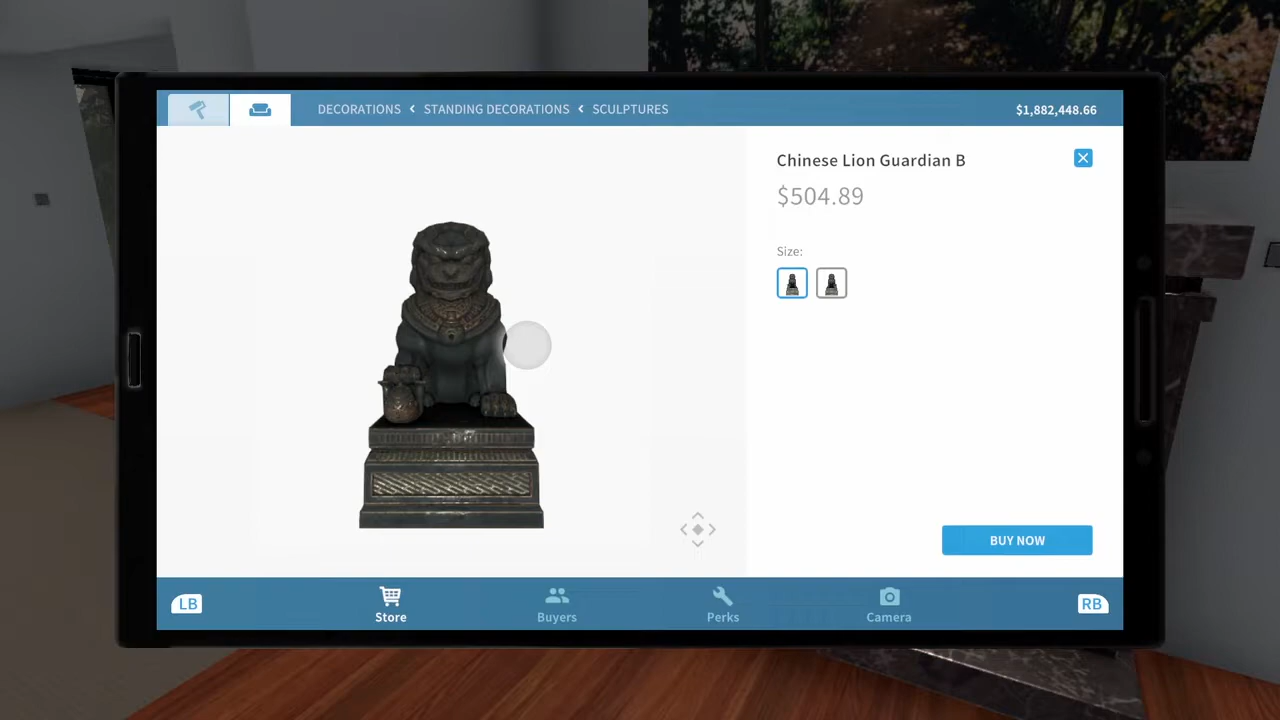 DECORATIONS < STANDING DECORATIONS < SCULPTURES $1,882,448.66
Chinese Lion Guardian B
$504.89
Size:
BUY NOW
LB Store Buyers Perks Camera RB